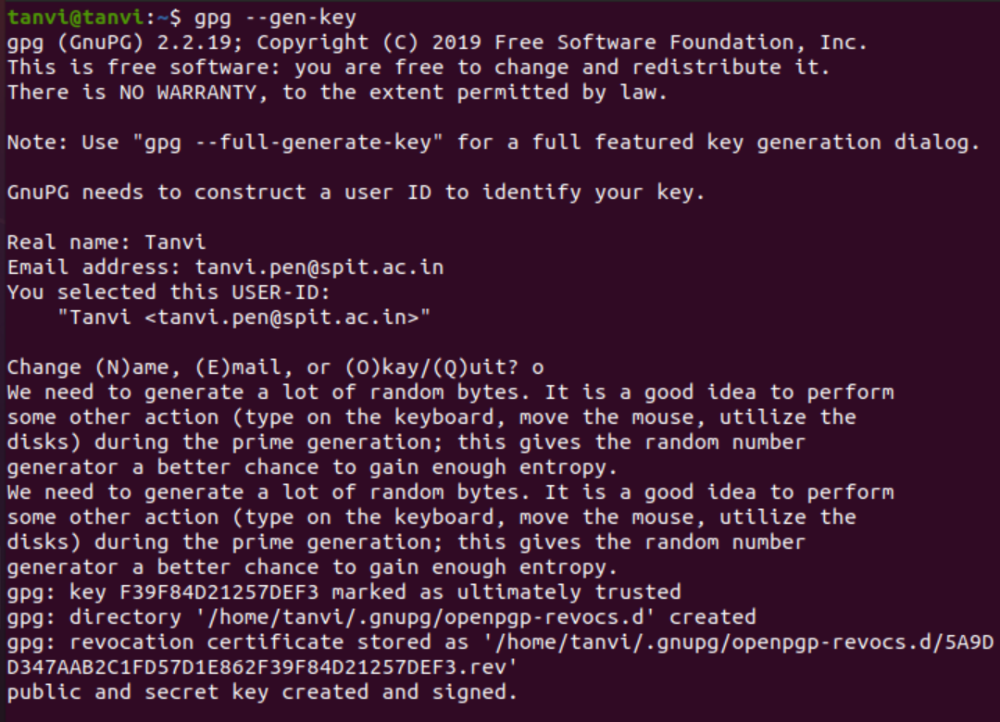 tanvi@tanvi:~$ gpg --gen-key
gpg (GnuPG) 2.2.19; Copyright (C) 2019 Free Software Foundation, Inc.
This is free software: you are free to change and redistribute it.
There is NO WARRANTY, to the extent permitted by law.
Note: Use "gpg --full-generate-key" for a full featured key generation dialog.
GnuPG needs to construct a user ID to identify your key.
Real name: Tanvi
Email address: tanvi.pen@spit.ac.in
You selected this USER-ID:
    "Tanvi <tanvi.pen@spit.ac.in>"
Change (N)ame, (E)mail, or (O)kay/(Q)uit? o
We need to generate a lot of random bytes. It is a good idea to perform
some other action (type on the keyboard, move the mouse, utilize the
disks) during the prime generation; this gives the random number
generator a better chance to gain enough entropy.
We need to generate a lot of random bytes. It is a good idea to perform
some other action (type on the keyboard, move the mouse, utilize the
disks) during the prime generation; this gives the random number
generator a better chance to gain enough entropy.
gpg: key F39F84D21257DEF3 marked as ultimately trusted
gpg: directory '/home/tanvi/.gnupg/openpgp-revocs.d' created
gpg: revocation certificate stored as '/home/tanvi/.gnupg/openpgp-revocs.d/5A9D
D347AAB2C1FD57D1E862F39F84D21257DEF3.rev'
public and secret key created and signed.